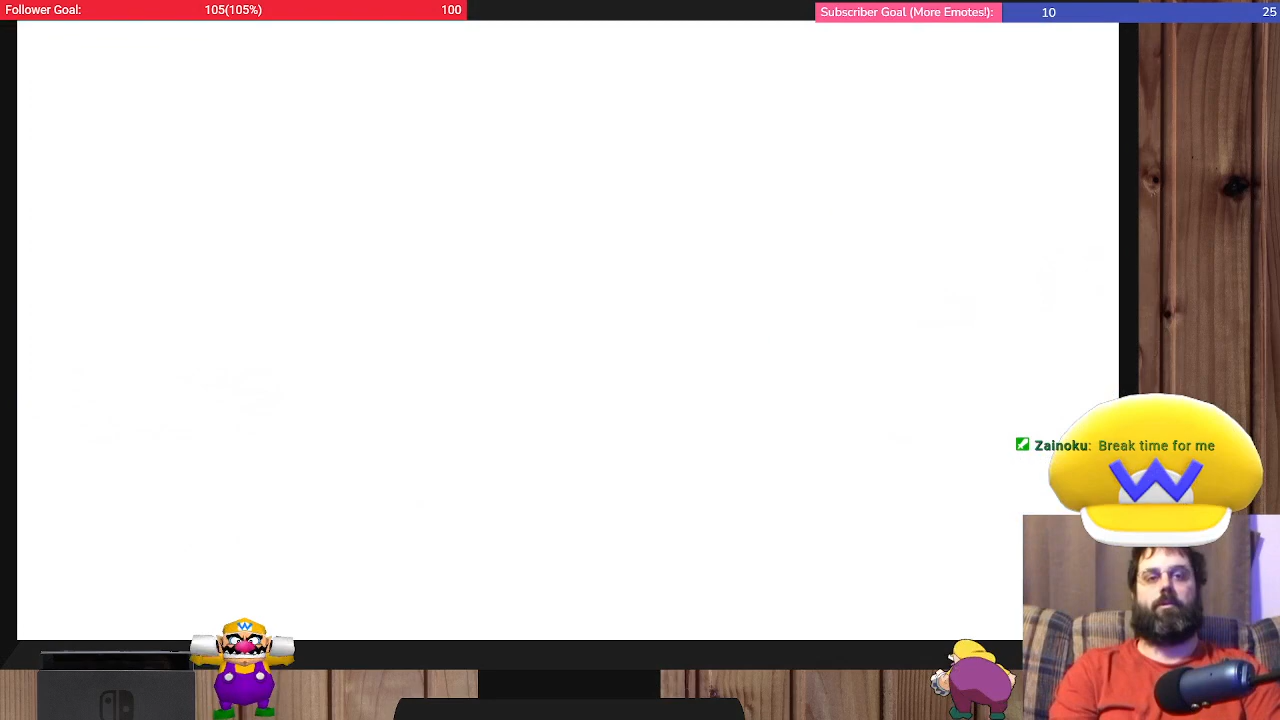 Follower Goal: 105(105%) 100
Subscriber Goal (More Emotes!): 10 25
Zainoku: Break time for me
W
W